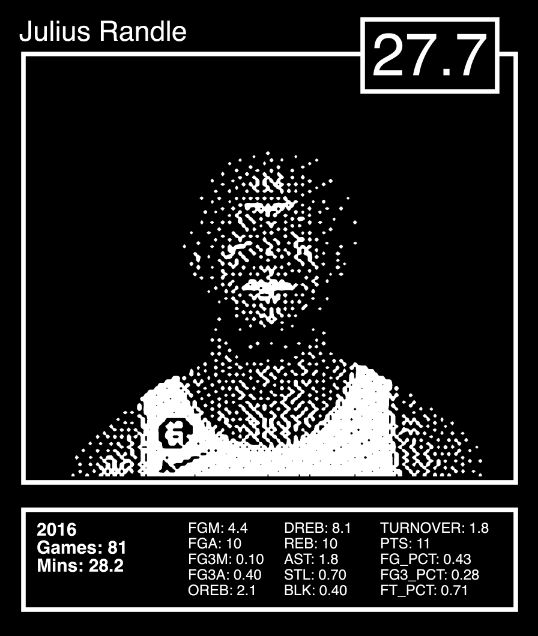 Julius Randle
27.7
2016
Games: 81
Mins: 28.2
FGM: 4.4
FGA: 10
FG3M: 0.10
FG3A: 0.40
OREB: 2.1
DREB: 8.1
REB: 10
AST: 1.8
STL: 0.70
BLK: 0.40
TURNOVER: 1.8
PTS: 11
FG_PCT: 0.43
FG3_PCT: 0.28
FT_PCT: 0.71